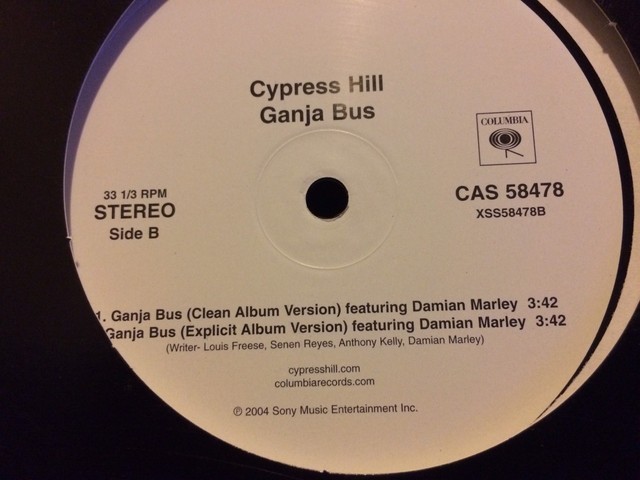 Cypress Hill
Ganja Bus
COLUMBIA
33 1/3 RPM
STEREO
Side B
CAS 58478
XSS58478B
1. Ganja Bus (Clean Album Version) featuring Damian Marley 3:42
Ganja Bus (Explicit Album Version) featuring Damian Marley 3:42
(Writer- Louis Freese, Senen Reyes, Anthony Kelly, Damian Marley)
cypresshill.com
columbiarecords.com
℗ 2004 Sony Music Entertainment Inc.